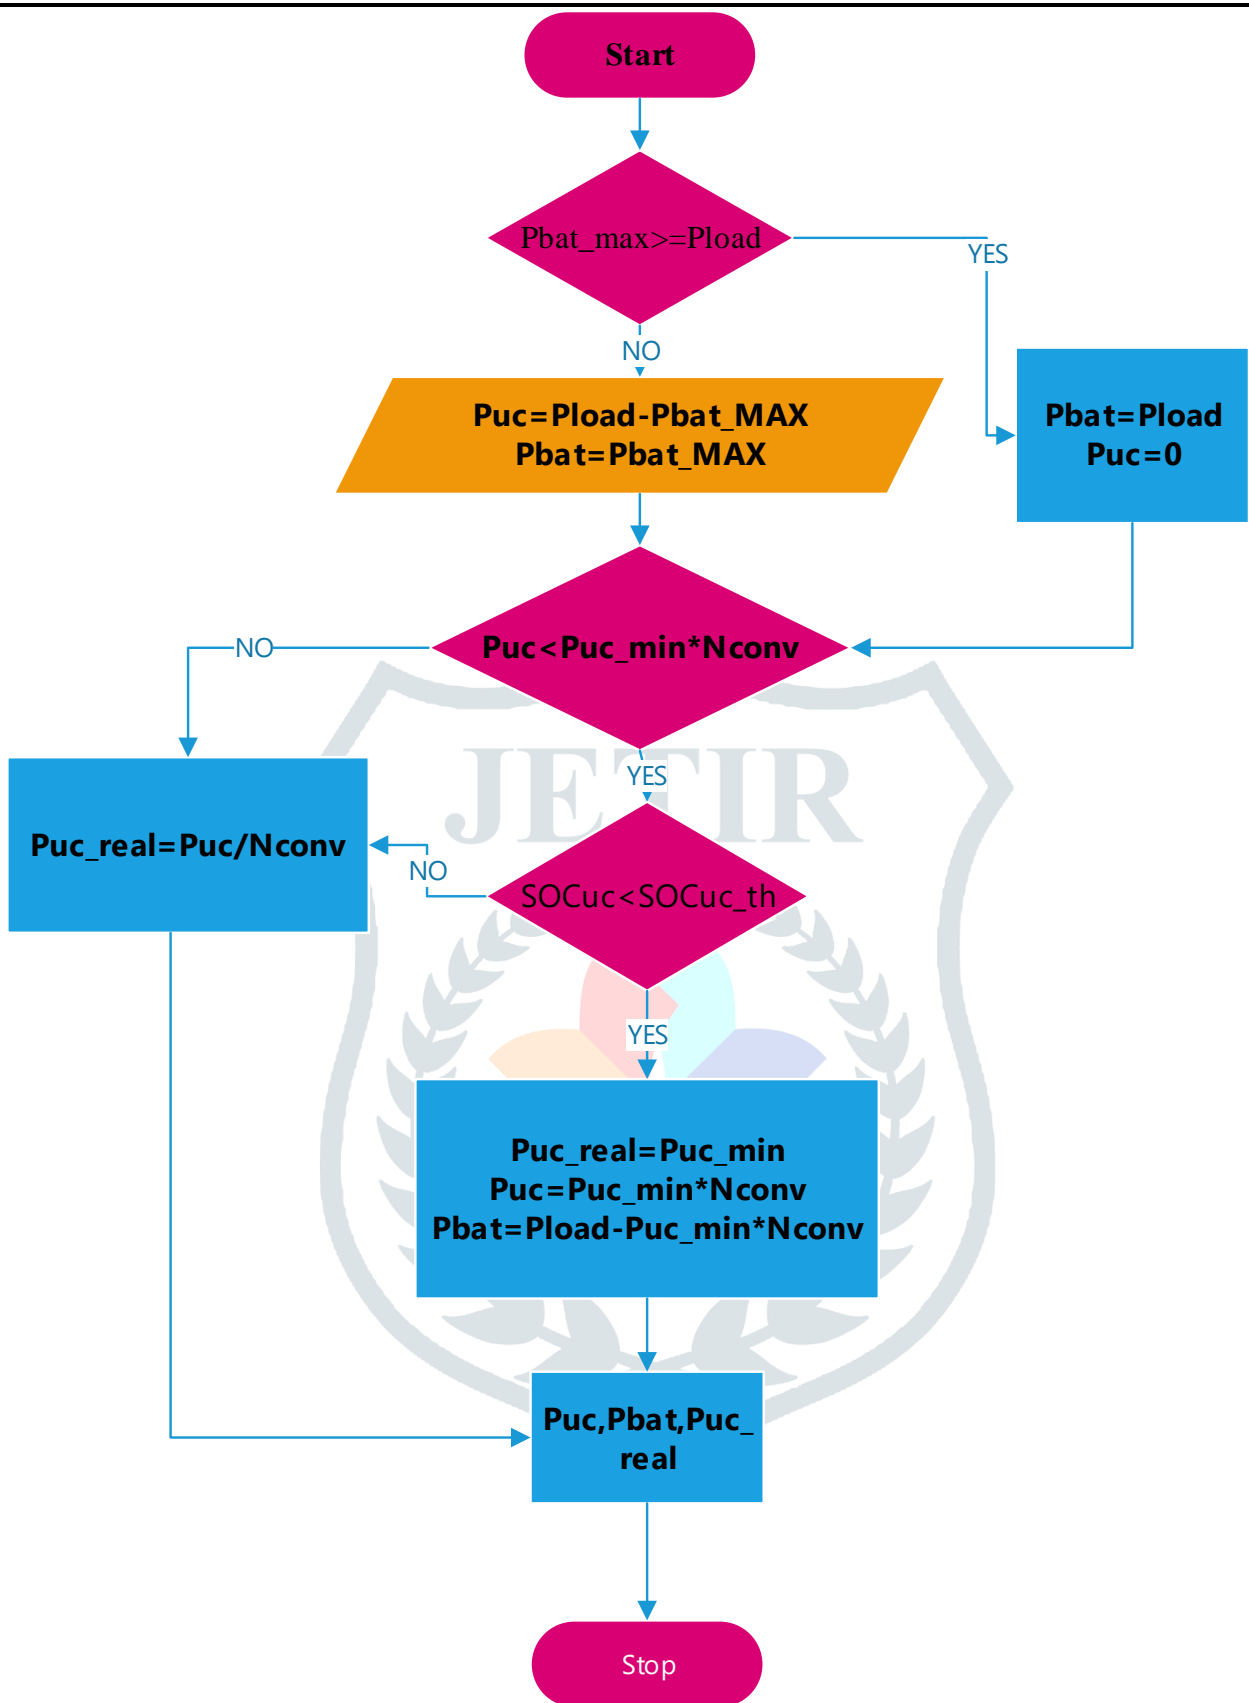 Start
Pbat_max>=Pload
YES
NO
Puc=Pload-Pbat_MAX
Pbat=Pbat_MAX
Pbat=Pload
Puc=0
Puc<Puc_min*Nconv
NO
JETIR
YES
Puc_real=Puc/Nconv
NO
SOCuc<SOCuc_th
YES
Puc_real=Puc_min
Puc=Puc_min*Nconv
Pbat=Pload-Puc_min*Nconv
Puc,Pbat,Puc_
real
Stop